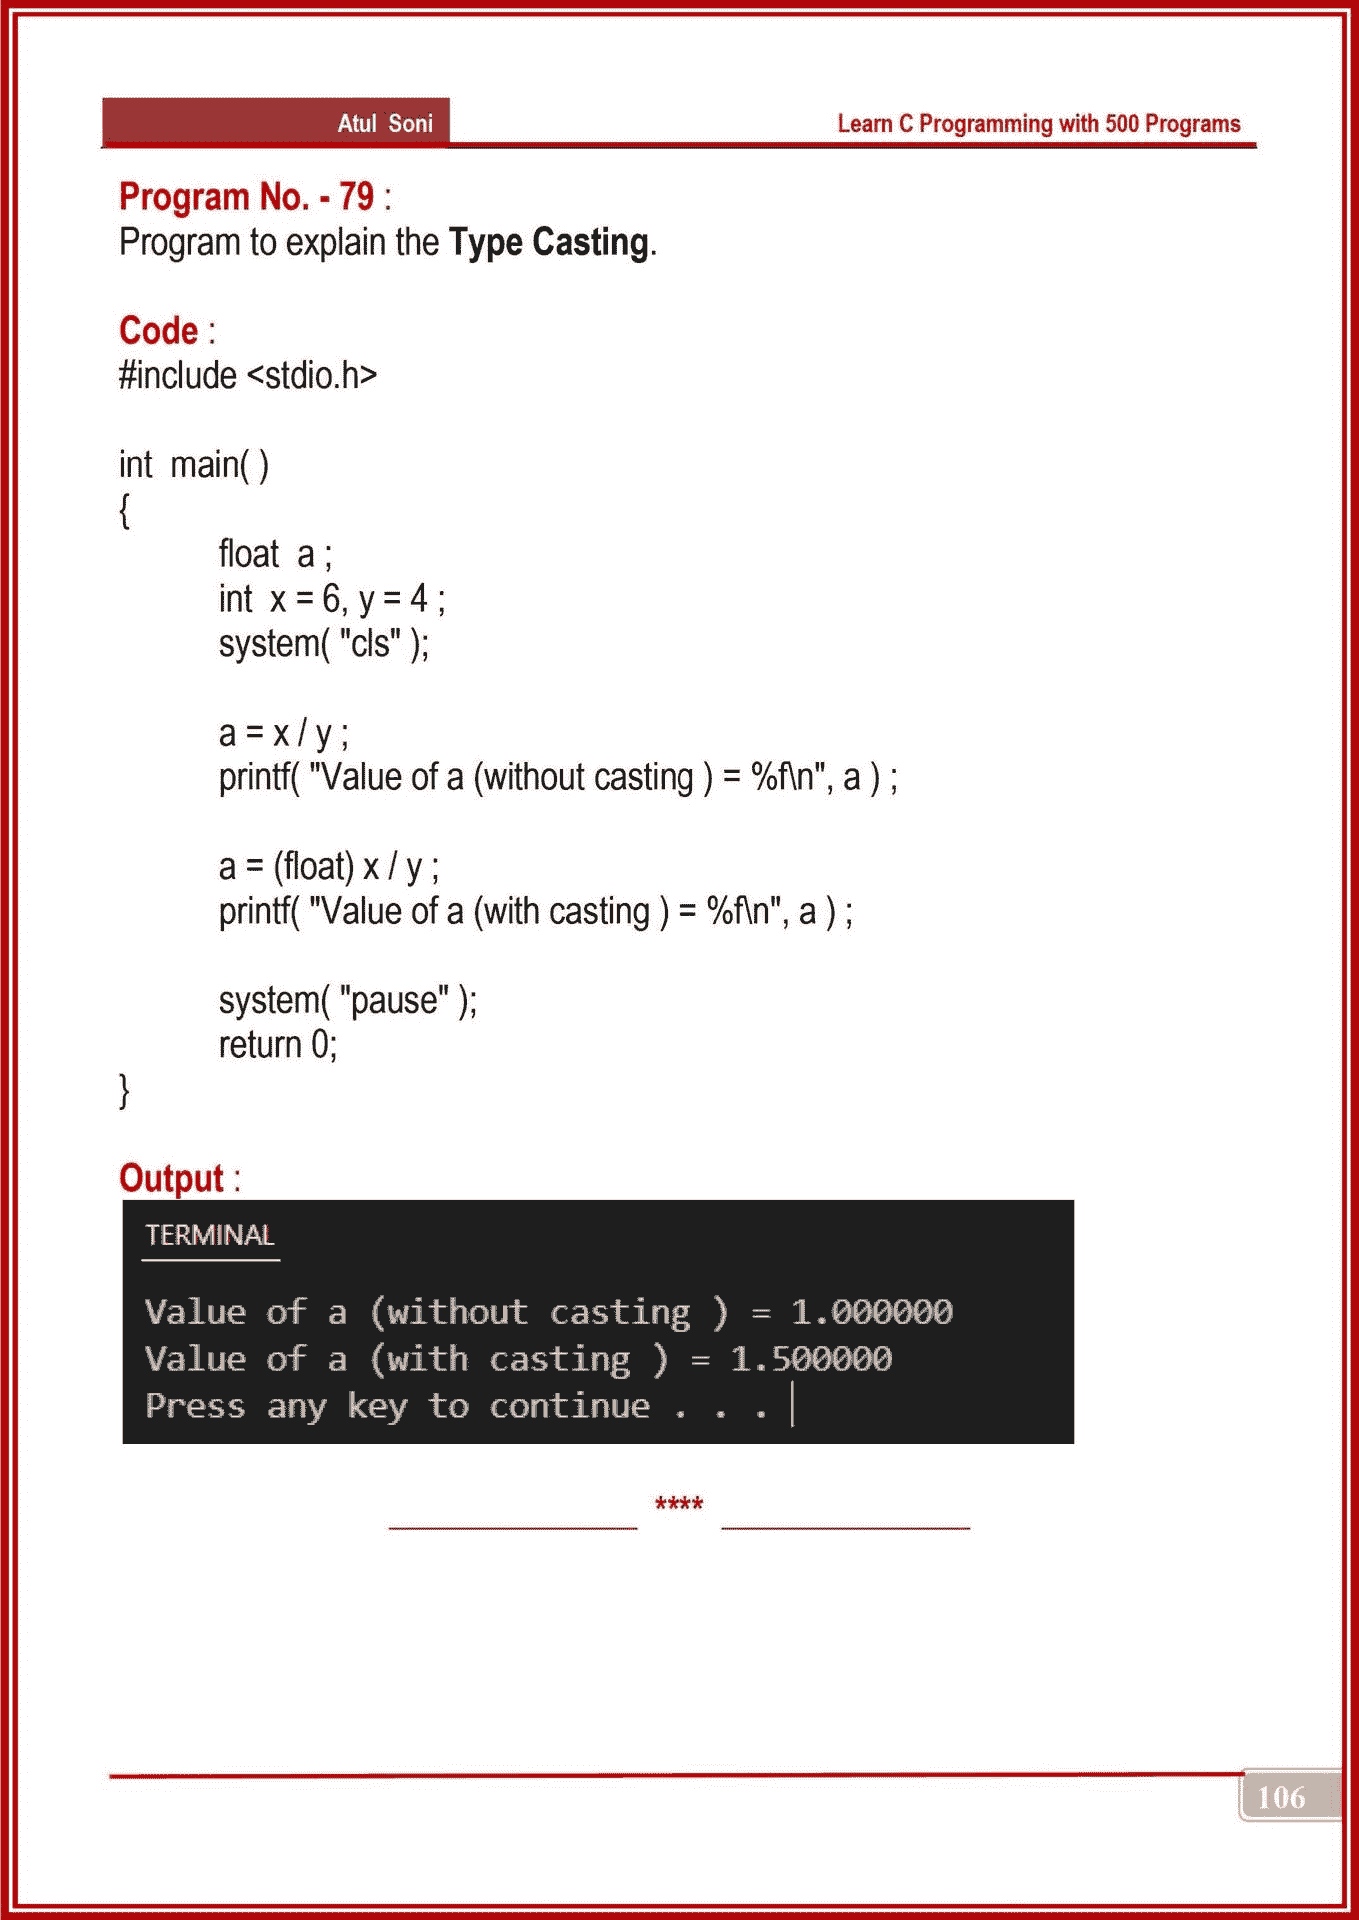 Atul Soni
Learn C Programming with 500 Programs
Program No. - 79 :
Program to explain the Type Casting.
Code :
#include <stdio.h>
int main( )
{
float a ;
int x = 6, y = 4 ;
system( "cls" );
a = x / y ;
printf( "Value of a (without casting ) = %f\n", a ) ;
a = (float) x / y ;
printf( "Value of a (with casting ) = %f\n", a ) ;
system( "pause" );
return 0;
}
Output :
TERMINAL
Value of a (without casting ) = 1.000000
Value of a (with casting ) = 1.500000
Press any key to continue . . .
****
106